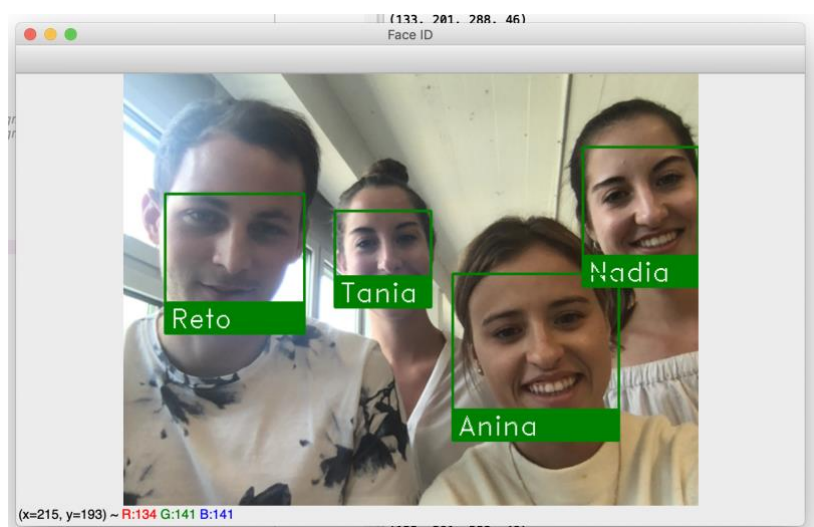 (133, 201, 288, 46)
Face ID
Nadia
Tania
Reto
Anina
(x=215, y=193) ~ R:134 G:141 B:141